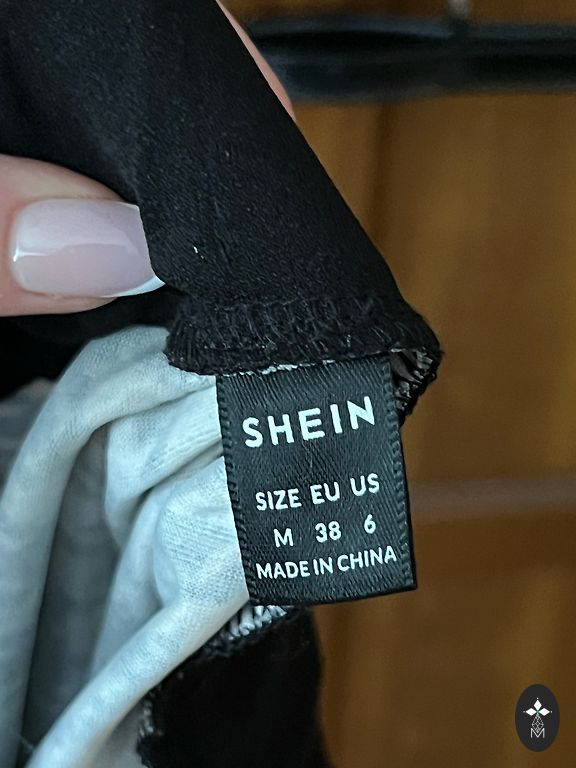 SHEIN
SIZE EU US
M 38 6
MADE IN CHINA